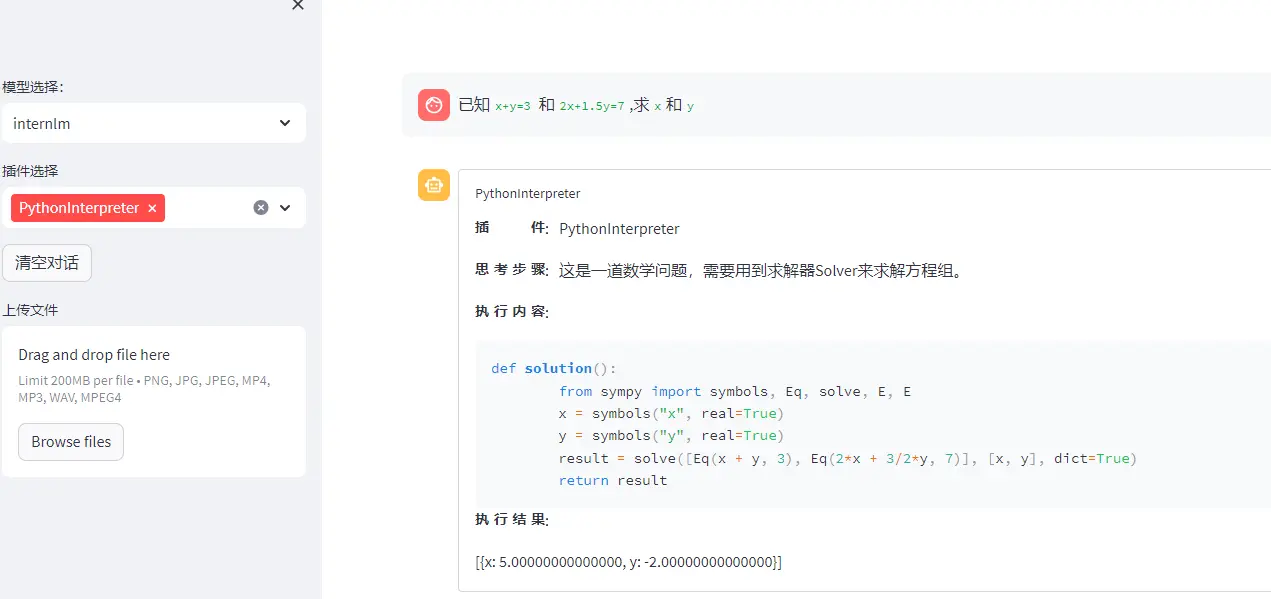 模型选择:
internlm
插件选择
PythonInterpreter ×
清空对话
上传文件
Drag and drop file here
Limit 200MB per file • PNG, JPG, JPEG, MP4,
MP3, WAV, MPEG4
Browse files
已知 x+y=3 和 2x+1.5y=7 ,求 x 和 y
PythonInterpreter
插 件: PythonInterpreter
思 考 步 骤: 这是一道数学问题，需要用到求解器Solver来求解方程组。
执 行 内 容:
def solution():
from sympy import symbols, Eq, solve, E, E
x = symbols("x", real=True)
y = symbols("y", real=True)
result = solve([Eq(x + y, 3), Eq(2*x + 3/2*y, 7)], [x, y], dict=True)
return result
执 行 结 果:
[{x: 5.00000000000000, y: -2.00000000000000}]